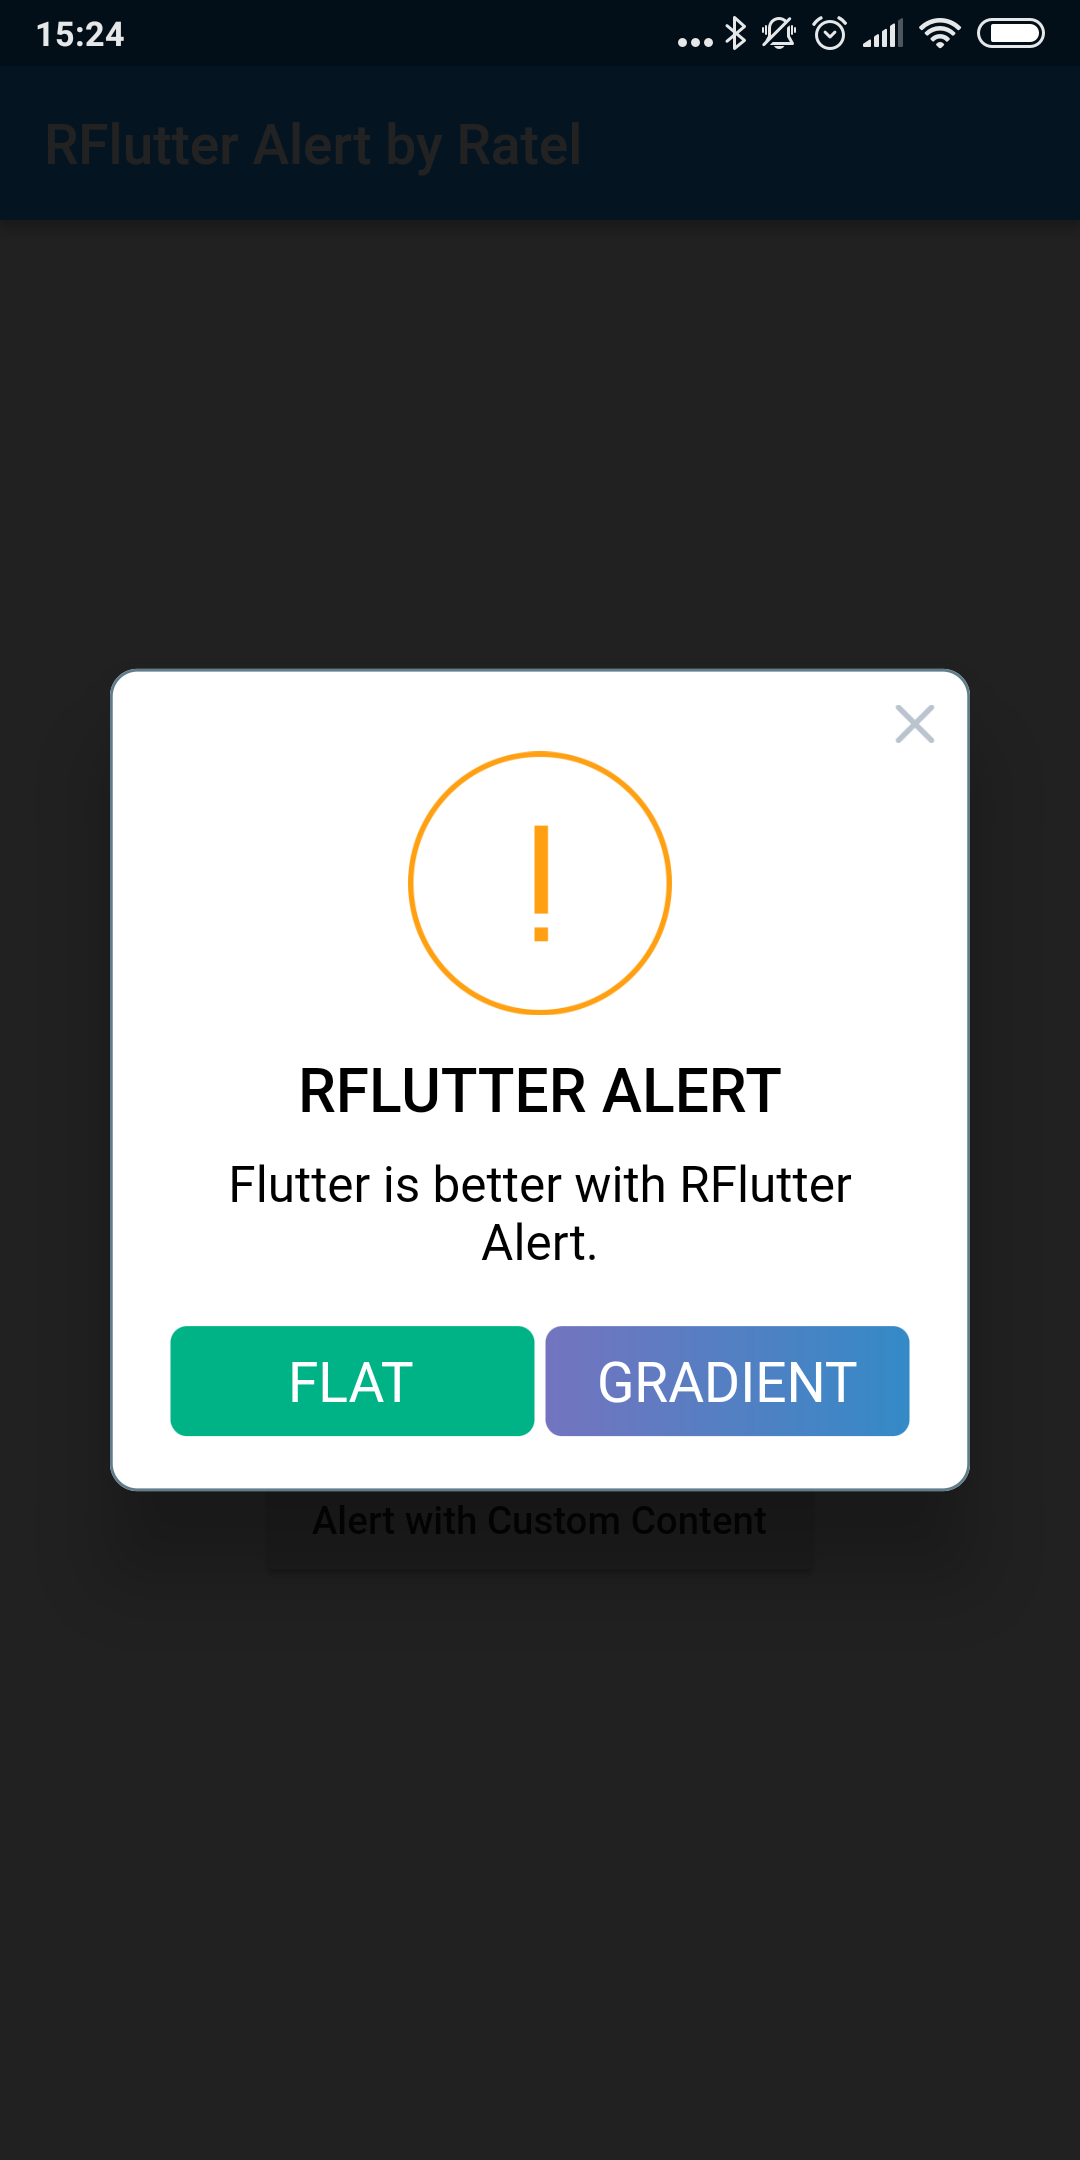 15:24
RFlutter Alert by Ratel
RFLUTTER ALERT
Flutter is better with RFlutter
Alert.
FLAT
GRADIENT
Alert with Custom Content